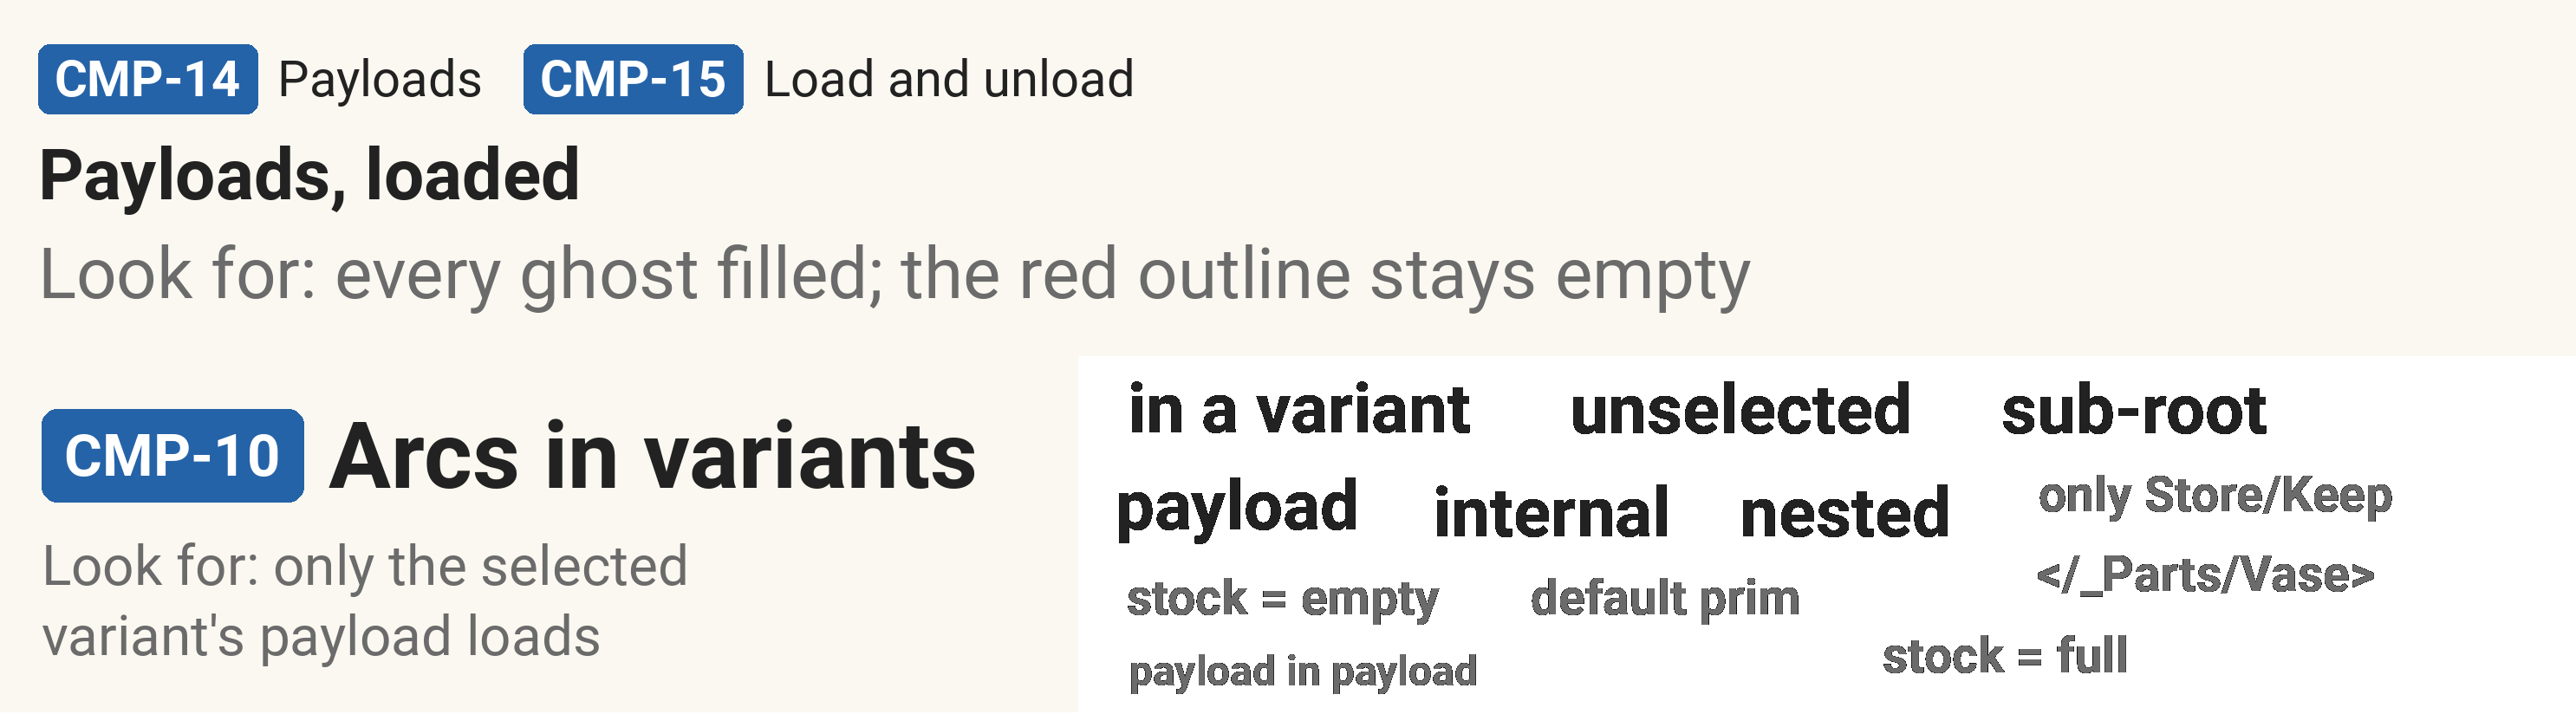 CMP-14 Payloads CMP-15 Load and unload
Payloads, loaded
Look for: every ghost filled; the red outline stays empty
CMP-10 Arcs in variants
Look for: only the selected
variant's payload loads
in a variant unselected sub-root
payload internal nested only Store/Keep
</_Parts/Vase>
stock = empty default prim
stock = full
payload in payload